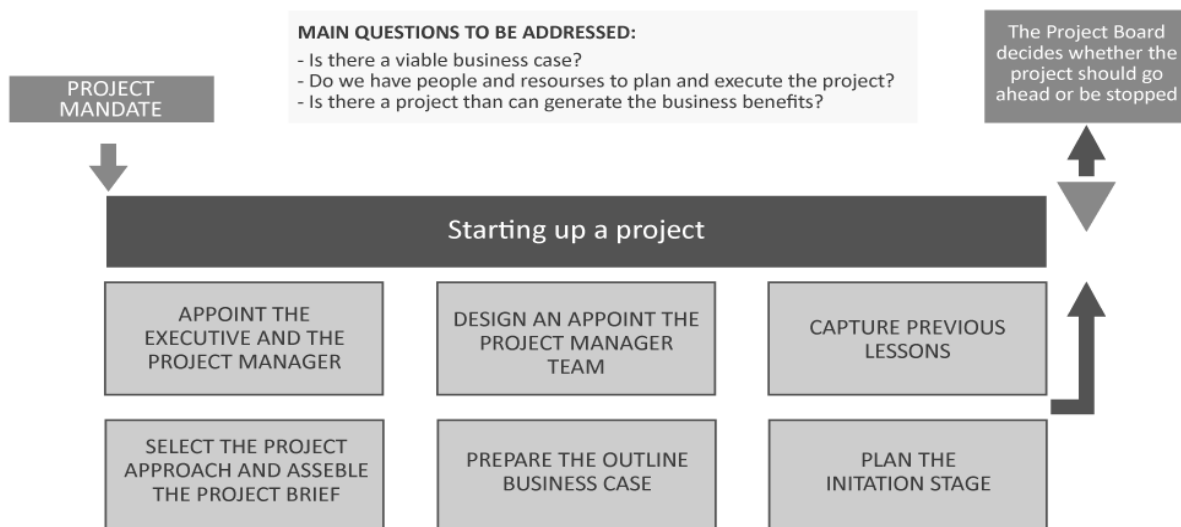 PROJECT
MANDATE
MAIN QUESTIONS TO BE ADDRESSED:
- Is there a viable business case?
- Do we have people and resourses to plan and execute the project?
- Is there a project than can generate the business benefits?
The Project Board
decides whether the
project should go
ahead or be stopped
Starting up a project
APPOINT THE
EXECUTIVE AND THE
PROJECT MANAGER
DESIGN AN APPOINT THE
PROJECT MANAGER
TEAM
CAPTURE PREVIOUS
LESSONS
SELECT THE PROJECT
APPROACH AND ASSEBLE
THE PROJECT BRIEF
PREPARE THE OUTLINE
BUSINESS CASE
PLAN THE
INITATION STAGE